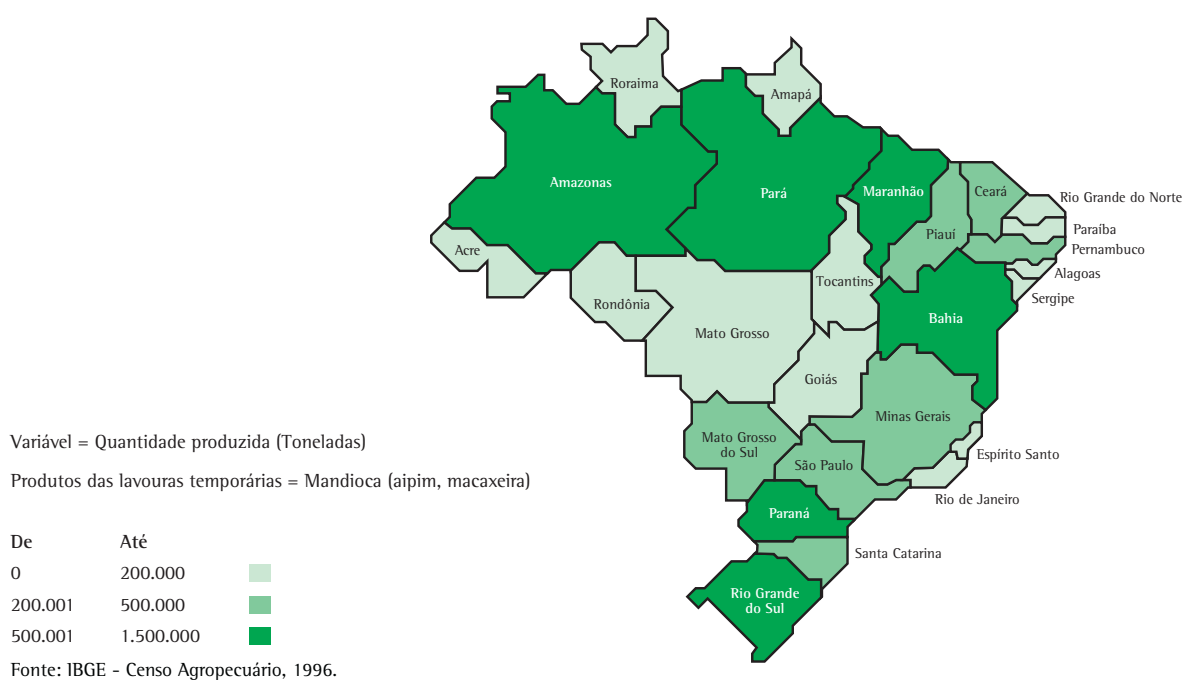 Roraima
Amapá
Amazonas
Pará
Maranhão
Ceará
Rio Grande do Norte
Paraíba
Piauí
Pernambuco
Acre
Alagoas
Tocantins
Sergipe
Rondônia
Bahia
Mato Grosso
Goiás
Minas Gerais
Mato Grosso
do Sul
Espírito Santo
São Paulo
Rio de Janeiro
Paraná
Santa Catarina
Rio Grande
do Sul
Variável = Quantidade produzida (Toneladas)
Produtos das lavouras temporárias = Mandioca (aipim, macaxeira)
De Até
0 200.000
200.001 500.000
500.001 1.500.000
Fonte: IBGE - Censo Agropecuário, 1996.